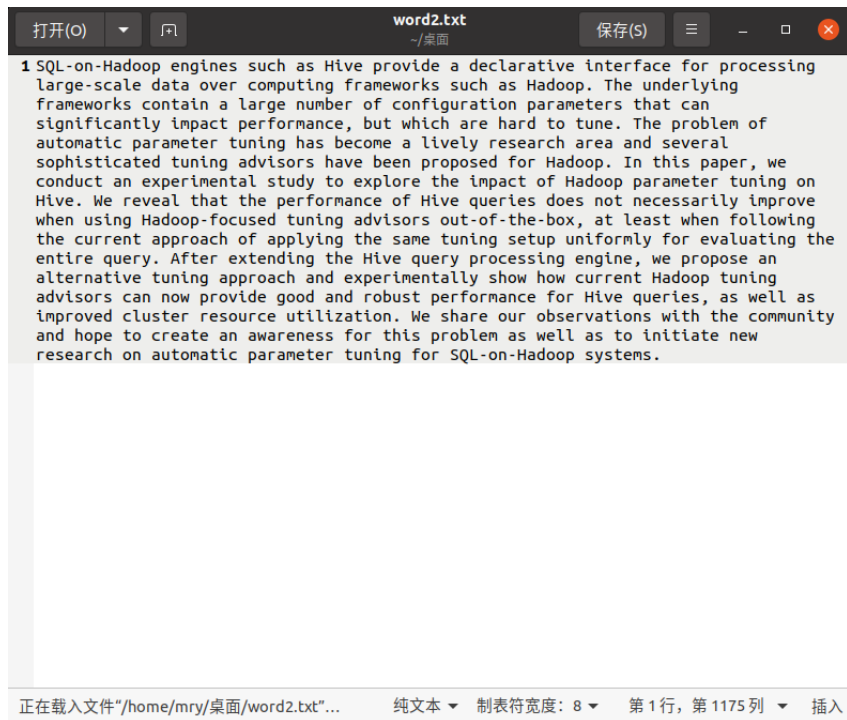 打开(O)
word2.txt
~/桌面
保存(S)
1 SQL-on-Hadoop engines such as Hive provide a declarative interface for processing
large-scale data over computing frameworks such as Hadoop. The underlying
frameworks contain a large number of configuration parameters that can
significantly impact performance, but which are hard to tune. The problem of
automatic parameter tuning has become a lively research area and several
sophisticated tuning advisors have been proposed for Hadoop. In this paper, we
conduct an experimental study to explore the impact of Hadoop parameter tuning on
Hive. We reveal that the performance of Hive queries does not necessarily improve
when using Hadoop-focused tuning advisors out-of-the-box, at least when following
the current approach of applying the same tuning setup uniformly for evaluating the
entire query. After extending the Hive query processing engine, we propose an
alternative tuning approach and experimentally show how current Hadoop tuning
advisors can now provide good and robust performance for Hive queries, as well as
improved cluster resource utilization. We share our observations with the community
and hope to create an awareness for this problem as well as to initiate new
research on automatic parameter tuning for SQL-on-Hadoop systems.
正在载入文件“/home/mry/桌面/word2.txt”… 纯文本 制表符宽度：8 第 1 行，第 1175 列 插入